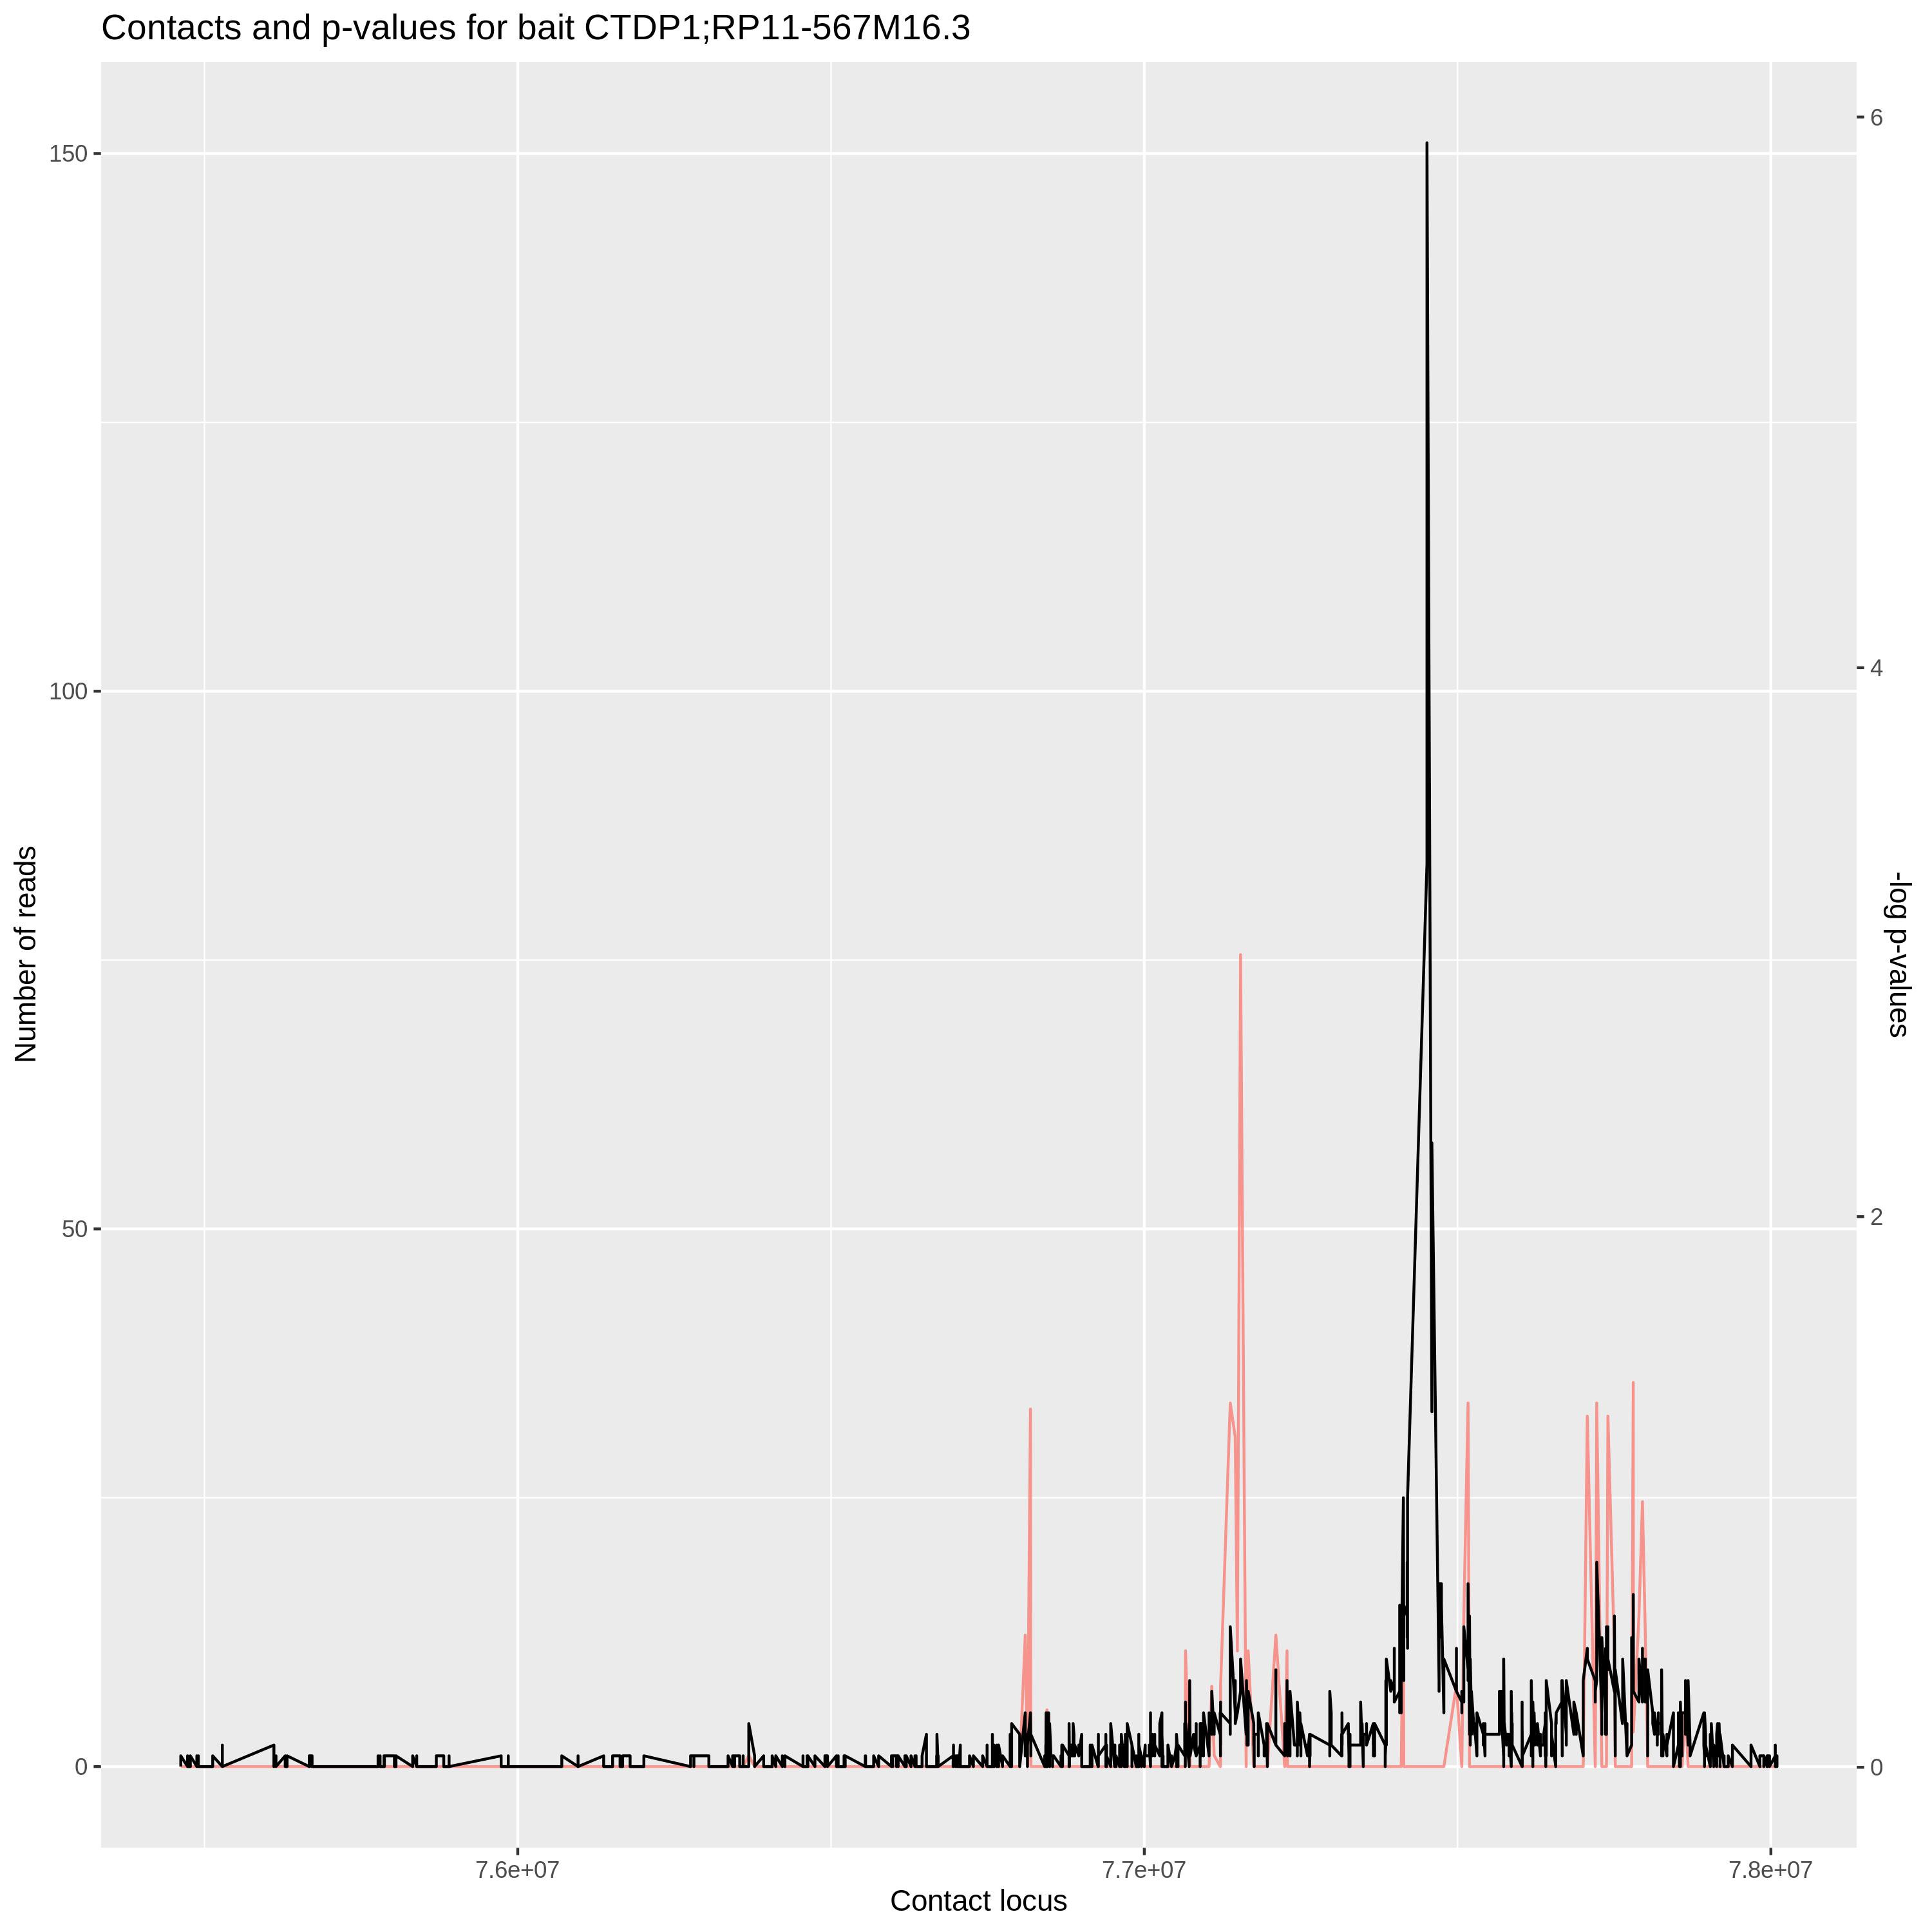 Contacts and p-values for bait CTDP1;RP11-567M16.3
150
100
50
0
6
4
2
0
Number of reads
-log p-values
7.6e+07
7.7e+07
7.8e+07
Contact locus